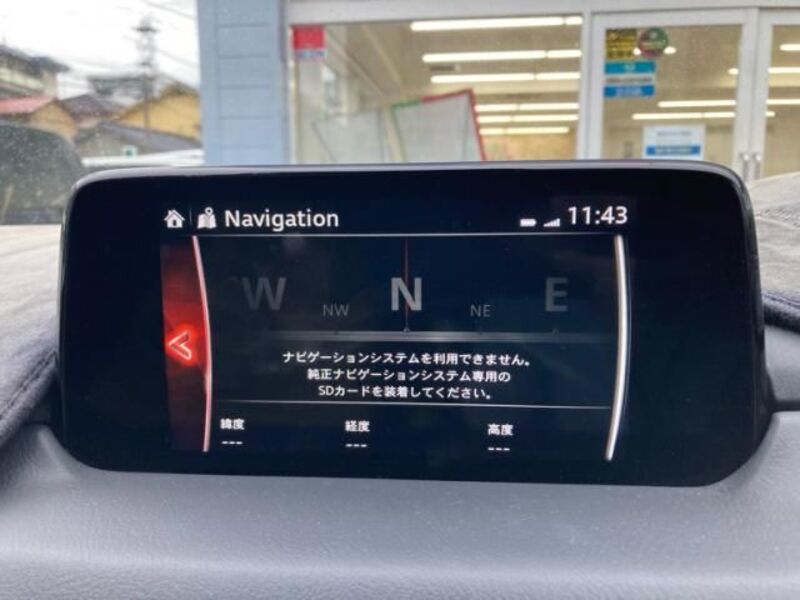 Navigation
11:43
W NW N NE E
ナビゲーションシステムを利用できません。
純正ナビゲーションシステム専用の
SDカードを装着してください。
緯度 経度 高度
--- --- ---